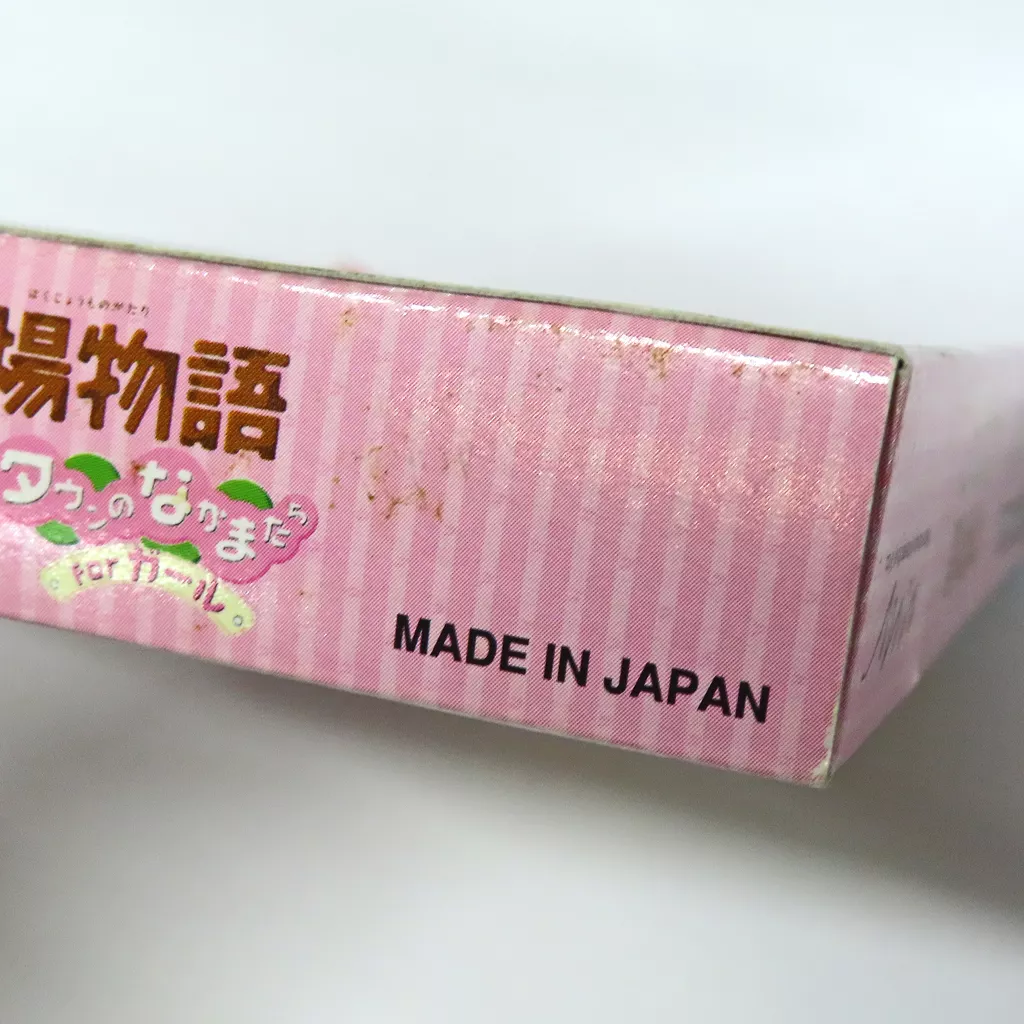 ぼくじょうものがたり
場物語
タウンのなかまたち
for ガール
MADE IN JAPAN